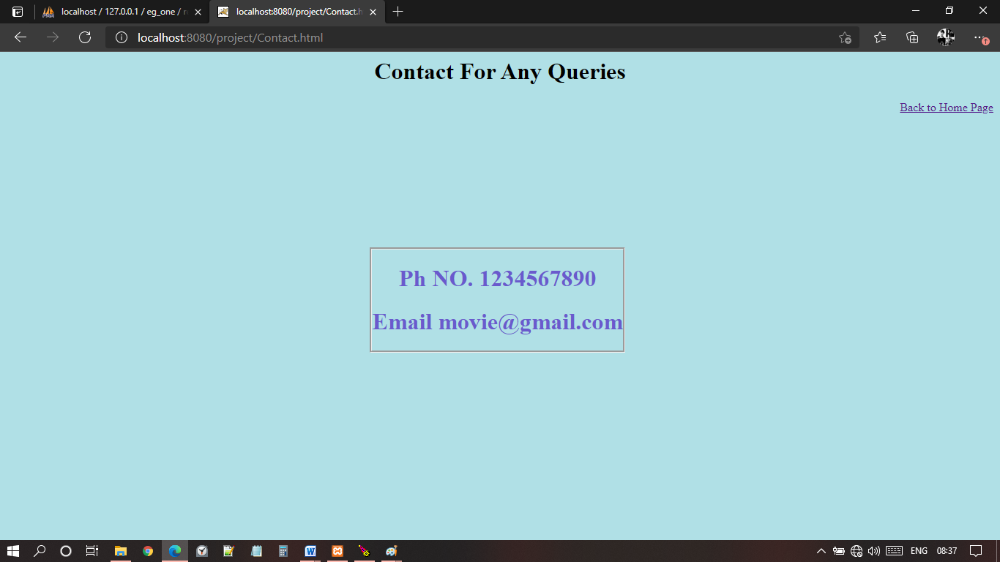 localhost / 127.0.0.1 / eg_one /
localhost:8080/project/Contact.h
localhost:8080/project/Contact.html
Contact For Any Queries
Back to Home Page
Ph NO. 1234567890
Email movie@gmail.com
ENG 08:37